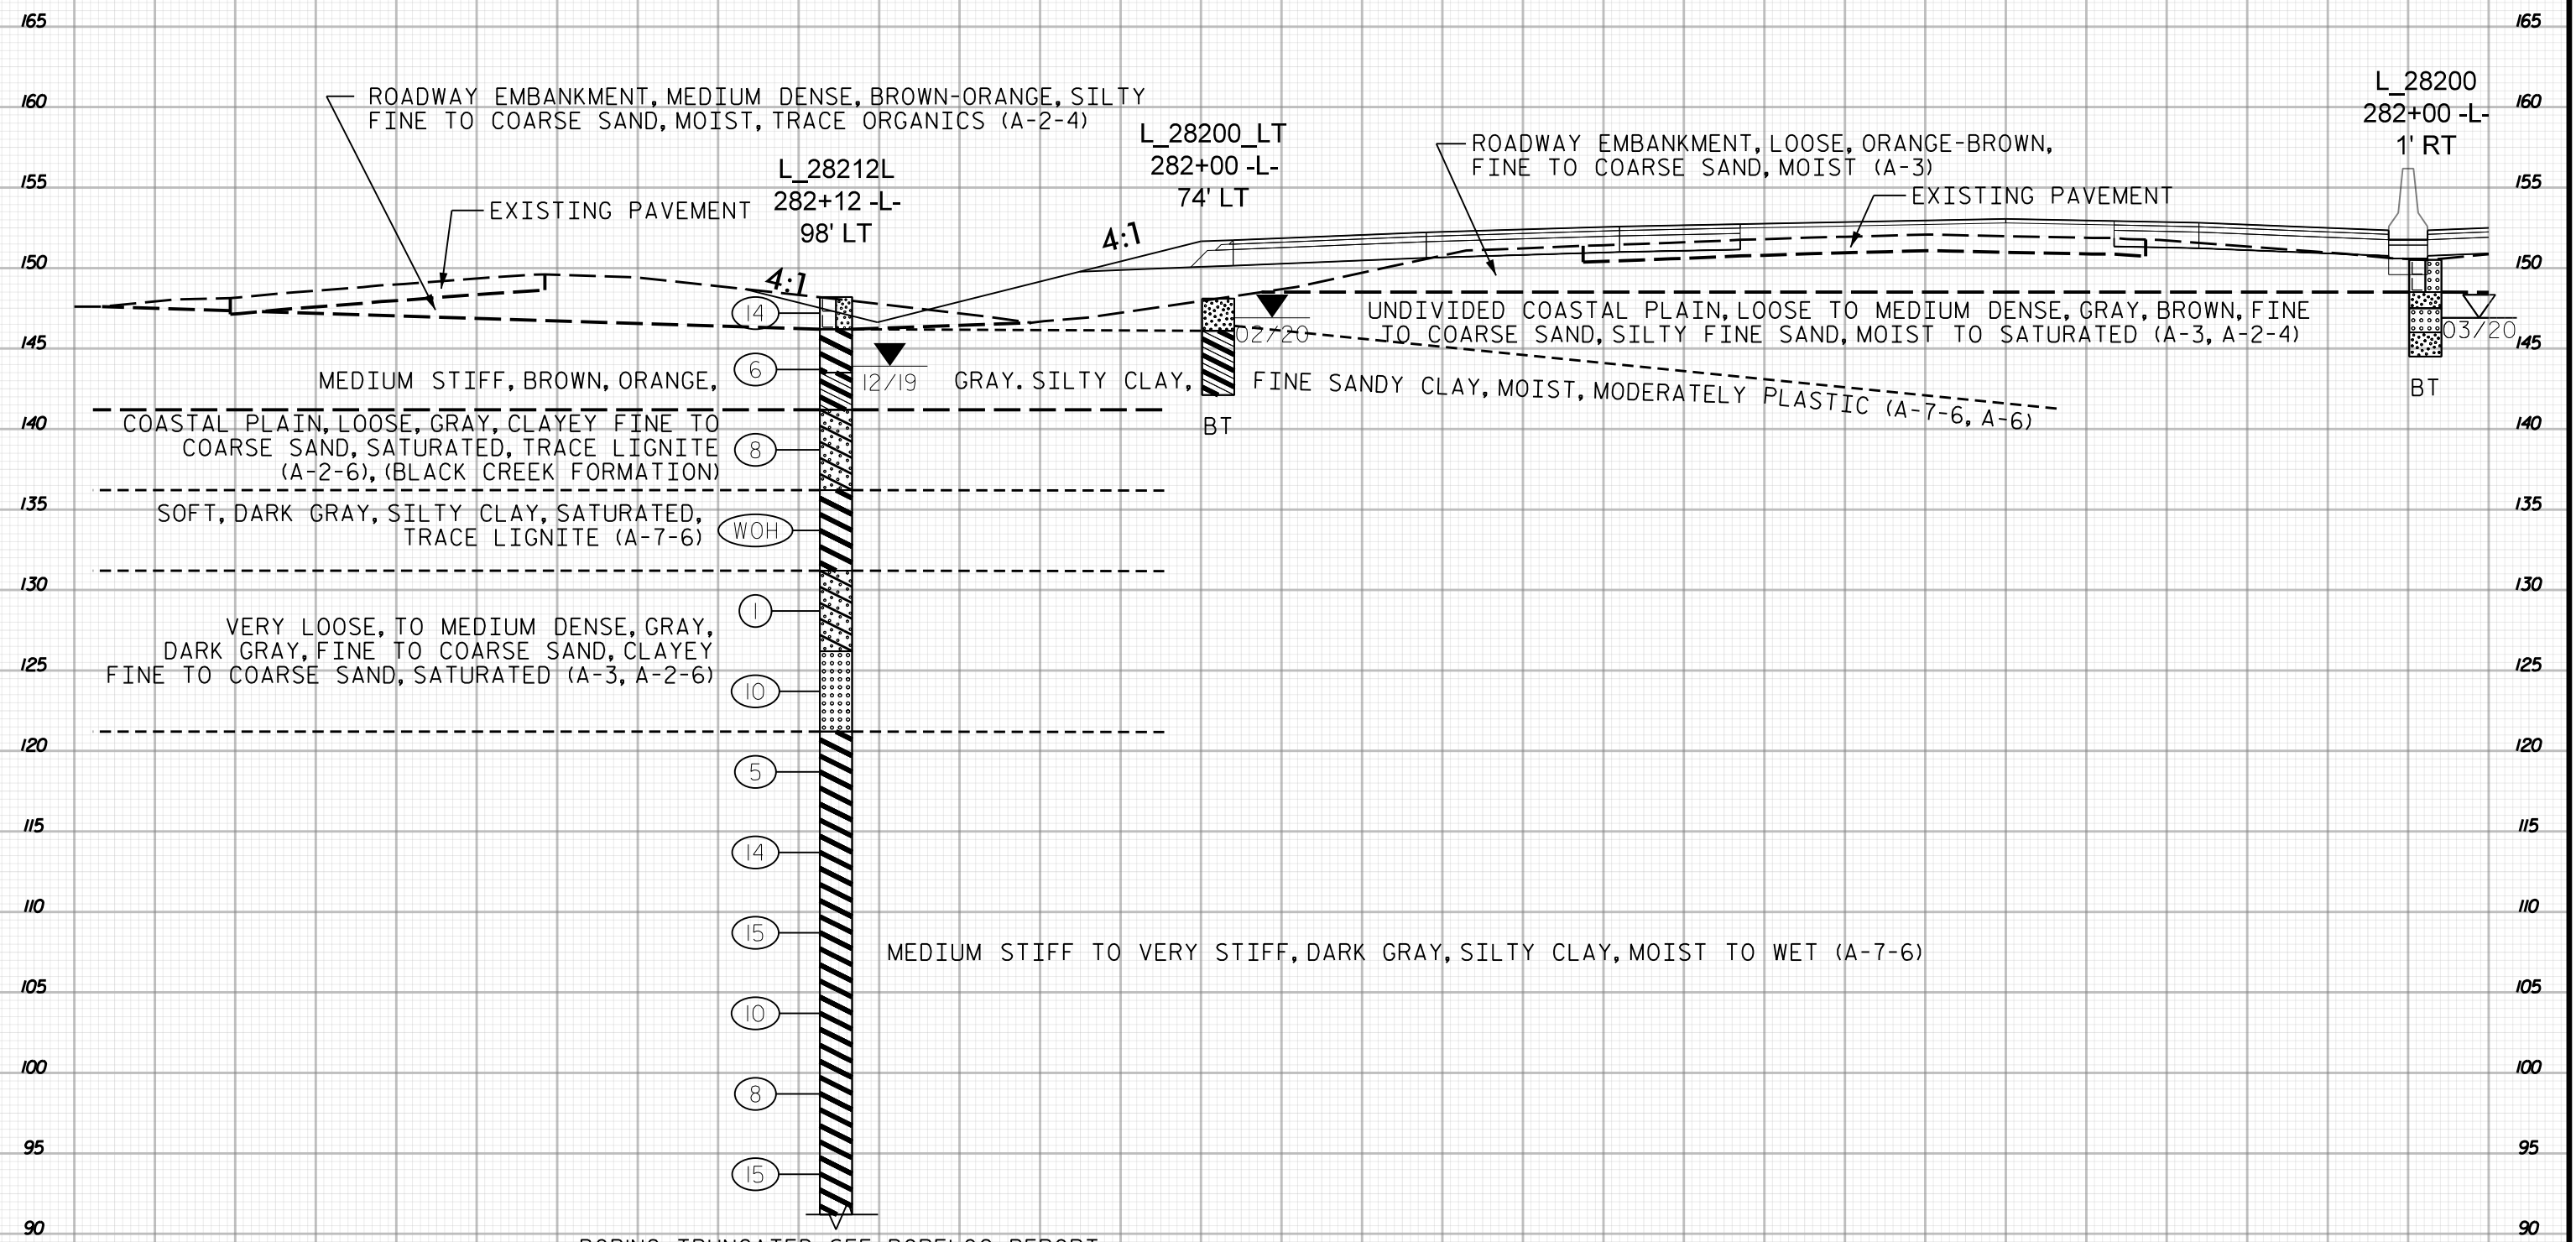 165 165
160 160
155 155
150 150
145 145
140 140
135 135
130 130
125 125
120 120
115 115
110 110
105 105
100 100
95 95
90 90
ROADWAY EMBANKMENT, MEDIUM DENSE, BROWN-ORANGE, SILTY
FINE TO COARSE SAND, MOIST, TRACE ORGANICS (A-2-4)
EXISTING PAVEMENT
L_28212L
282+12 -L-
98' LT
4:1
L_28200_LT
282+00 -L-
74' LT
4:1
ROADWAY EMBANKMENT, LOOSE, ORANGE-BROWN,
FINE TO COARSE SAND, MOIST (A-3)
EXISTING PAVEMENT
L_28200
282+00 -L-
1' RT
UNDIVIDED COASTAL PLAIN, LOOSE TO MEDIUM DENSE, GRAY, BROWN, FINE
TO COARSE SAND, SILTY FINE SAND, MOIST TO SATURATED (A-3, A-2-4)
02/20
03/20
12/19
BT
BT
MEDIUM STIFF, BROWN, ORANGE, GRAY. SILTY CLAY, FINE SANDY CLAY, MOIST, MODERATELY PLASTIC (A-7-6, A-6)
COASTAL PLAIN, LOOSE, GRAY, CLAYEY FINE TO
COARSE SAND, SATURATED, TRACE LIGNITE
(A-2-6), (BLACK CREEK FORMATION)
SOFT, DARK GRAY, SILTY CLAY, SATURATED,
TRACE LIGNITE (A-7-6)
VERY LOOSE, TO MEDIUM DENSE, GRAY,
DARK GRAY, FINE TO COARSE SAND, CLAYEY
FINE TO COARSE SAND, SATURATED (A-3, A-2-6)
14
6
8
WOH
1
10
5
14
15
10
8
15
MEDIUM STIFF TO VERY STIFF, DARK GRAY, SILTY CLAY, MOIST TO WET (A-7-6)
BORING TRUNCATED SEE BORELOG REPORT